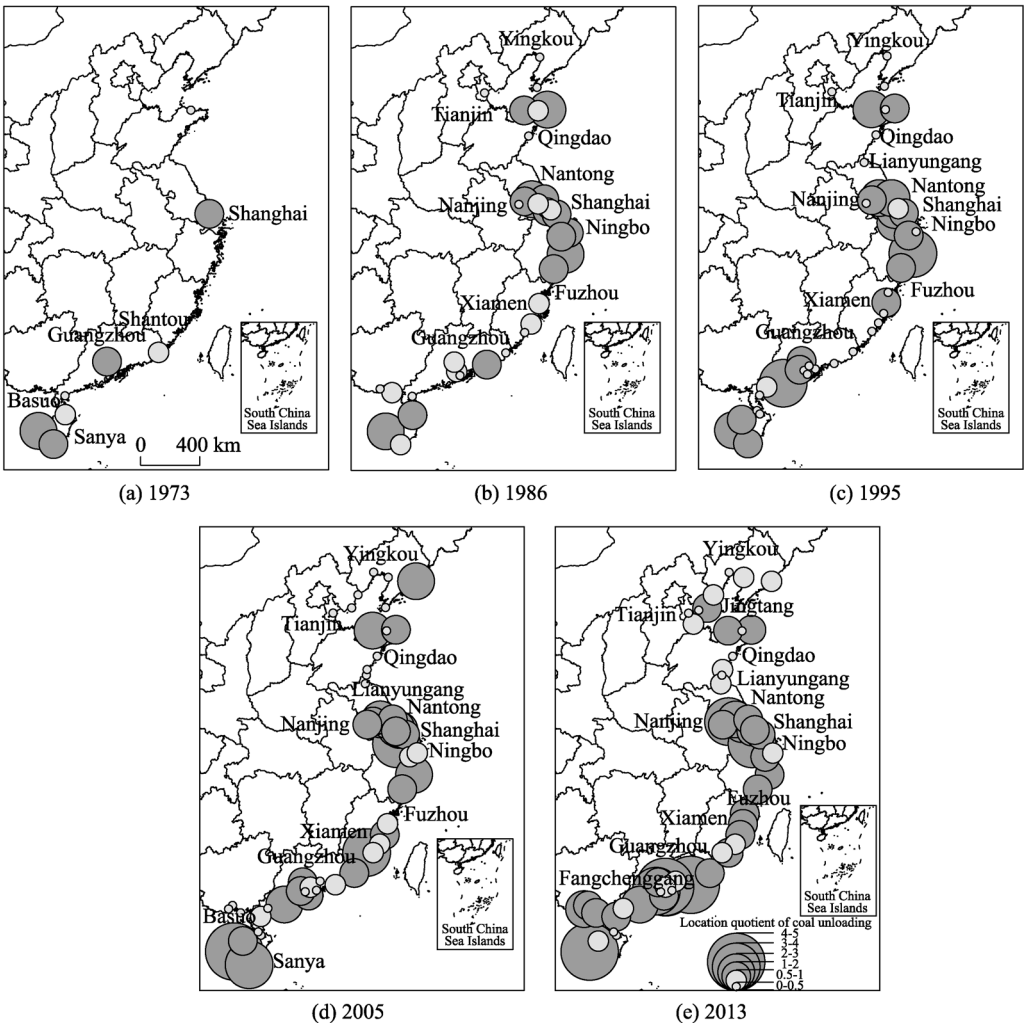 Shanghai
Shantou
Guangzhou
Basuo
Sanya
0 400 km
South China
Sea Islands
(a) 1973
Yingkou
Tianjin
Qingdao
Nantong
Nanjing
Shanghai
Ningbo
Fuzhou
Xiamen
Guangzhou
South China
Sea Islands
(b) 1986
Yingkou
Tianjin
Qingdao
Lianyungang
Nantong
Nanjing
Shanghai
Ningbo
Fuzhou
Xiamen
Guangzhou
South China
Sea Islands
(c) 1995
Yingkou
Tianjin
Qingdao
Lianyungang
Nantong
Nanjing
Shanghai
Ningbo
Fuzhou
Xiamen
Guangzhou
Basuo
Sanya
South China
Sea Islands
(d) 2005
Yingkou
Jingtang
Tianjin
Qingdao
Lianyungang
Nantong
Nanjing
Shanghai
Ningbo
Fuzhou
Xiamen
Guangzhou
Fangchenggang
South China
Sea Islands
Location quotient of coal unloading
4-5
3-4
2-3
1-2
0.5-1
0-0.5
(e) 2013